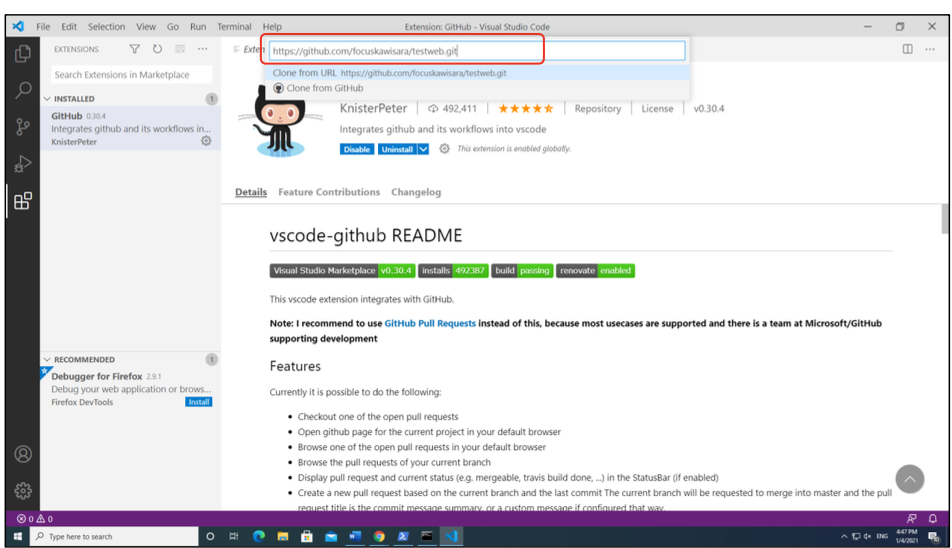 File Edit Selection View Go Run Terminal Help Extension: GitHub - Visual Studio Code
EXTENSIONS
Exten
https://github.com/focuskawisara/testweb.git
Clone from URL https://github.com/focuskawisara/testweb.git
Clone from GitHub
Search Extensions in Marketplace
INSTALLED 1
GitHub 0.30.4
Integrates github and its workflows in...
KnisterPeter
KnisterPeter 492,411 Repository License v0.30.4
Integrates github and its workflows into vscode
Disable Uninstall This extension is enabled globally.
Details Feature Contributions Changelog
vscode-github README
Visual Studio Marketplace v0.30.4 installs 492387 build passing renovate enabled
This vscode extension integrates with GitHub.
Note: I recommend to use GitHub Pull Requests instead of this, because most usecases are supported and there is a team at Microsoft/GitHub
supporting development
Features
Currently it is possible to do the following:
• Checkout one of the open pull requests
• Open github page for the current project in your default browser
• Browse one of the open pull requests in your default browser
• Browse the pull requests of your current branch
• Display pull request and current status (e.g. mergeable, travis build done, ...) in the StatusBar (if enabled)
• Create a new pull request based on the current branch and the last commit The current branch will be requested to merge into master and the pull
request title is the commit message summary, or a custom message if configured that way.
RECOMMENDED 1
Debugger for Firefox 2.9.1
Debug your web application or brows...
Firefox DevTools Install
0 0
Type here to search
ENG
4:47 PM
1/4/2021